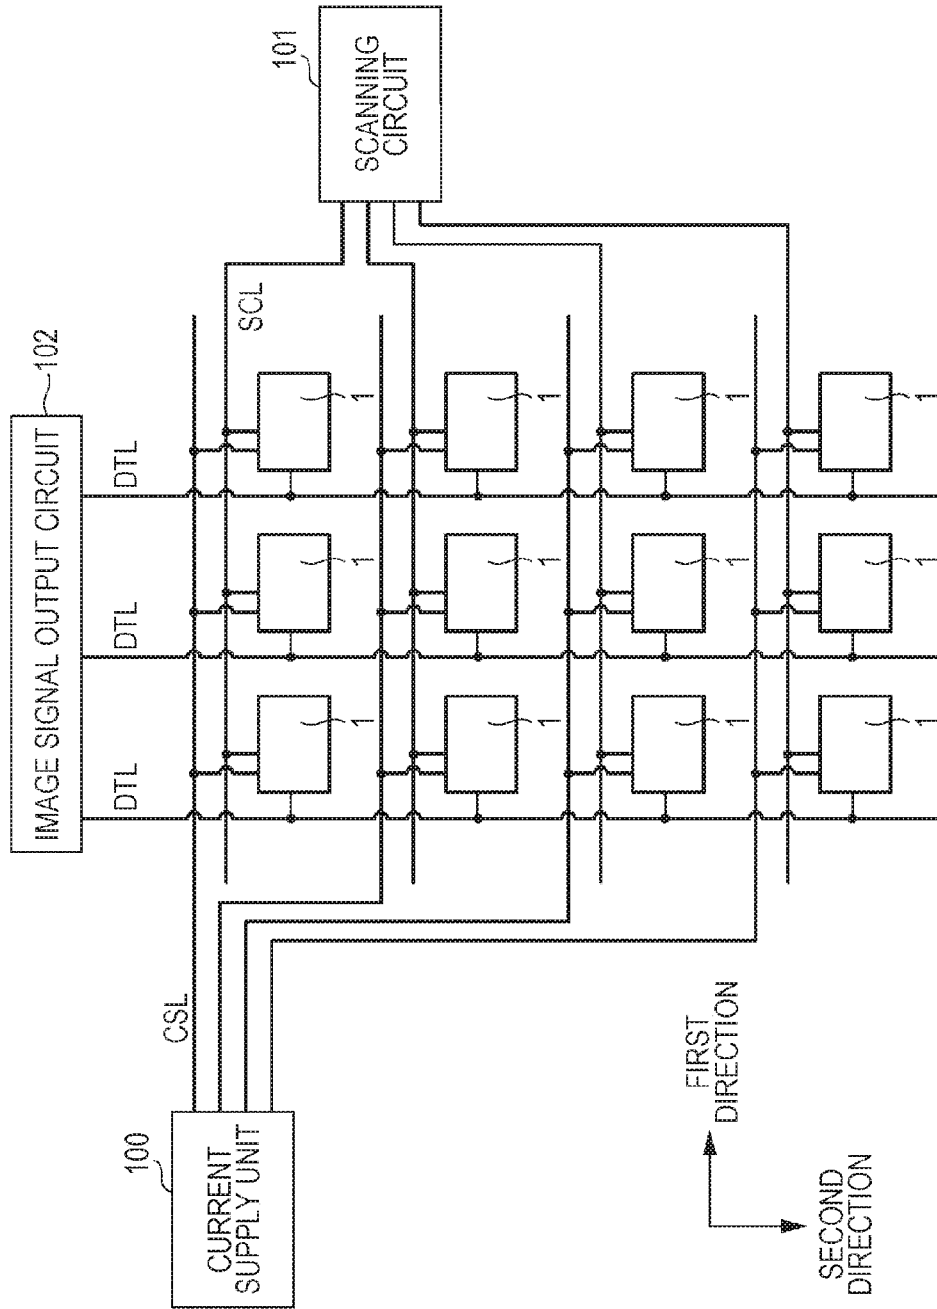 IMAGE SIGNAL OUTPUT CIRCUIT
102
DTL
DTL
DTL
100
CSL
CURRENT
SUPPLY UNIT
SCL
101
SCANNING
CIRCUIT
1
1
1
1
1
1
1
1
1
FIRST
DIRECTION
SECOND
DIRECTION
1
1
1